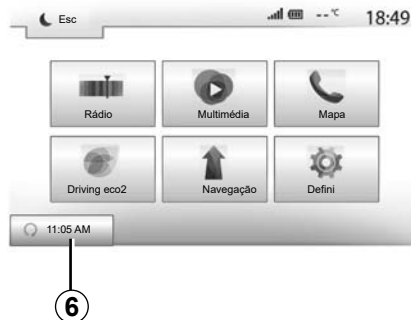 Esc
--°C
18:49
Rádio
Multimédia
Mapa
Driving eco2
Navegação
Defini
11:05 AM
6